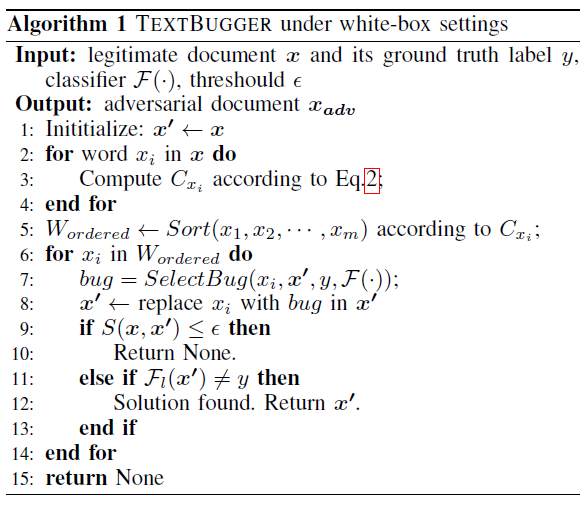 Algorithm 1 TEXTBUGGER under white-box settings
Input: legitimate document x and its ground truth label y,
classifier F(·), threshould ϵ
Output: adversarial document x_adv
1: Inititialize: x′ ← x
2: for word x_i in x do
3: Compute C_{x_i} according to Eq.2;
4: end for
5: W_ordered ← Sort(x_1, x_2, ⋯ , x_m) according to C_{x_i};
6: for x_i in W_ordered do
7: bug = SelectBug(x_i, x′, y, F(·));
8: x′ ← replace x_i with bug in x′
9: if S(x, x′) ≤ ϵ then
10: Return None.
11: else if F_l(x′) ≠ y then
12: Solution found. Return x′.
13: end if
14: end for
15: return None